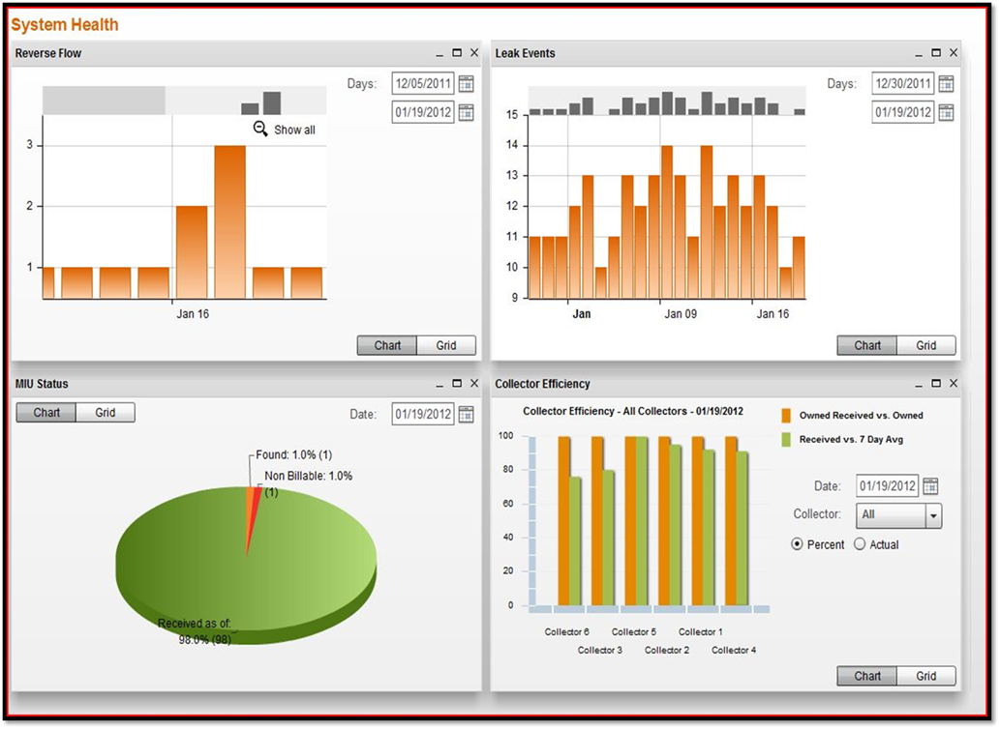 System Health
Reverse Flow
Days: 12/05/2011
01/19/2012
Show all
3
2
1
Jan 16
Chart Grid
Leak Events
Days: 12/30/2011
01/19/2012
15
14
13
12
11
10
9
Jan Jan 09 Jan 16
Chart Grid
MIU Status
Chart Grid
Date: 01/19/2012
Found: 1.0% (1)
Non Billable: 1.0%
(1)
Received as of:
98.0% (98)
Collector Efficiency
Collector Efficiency - All Collectors - 01/19/2012
Owned Received vs. Owned
Received vs. 7 Day Avg
100
80
60
40
20
0
Collector 6 Collector 5 Collector 1
Collector 3 Collector 2 Collector 4
Date: 01/19/2012
Collector: All
Percent Actual
Chart Grid